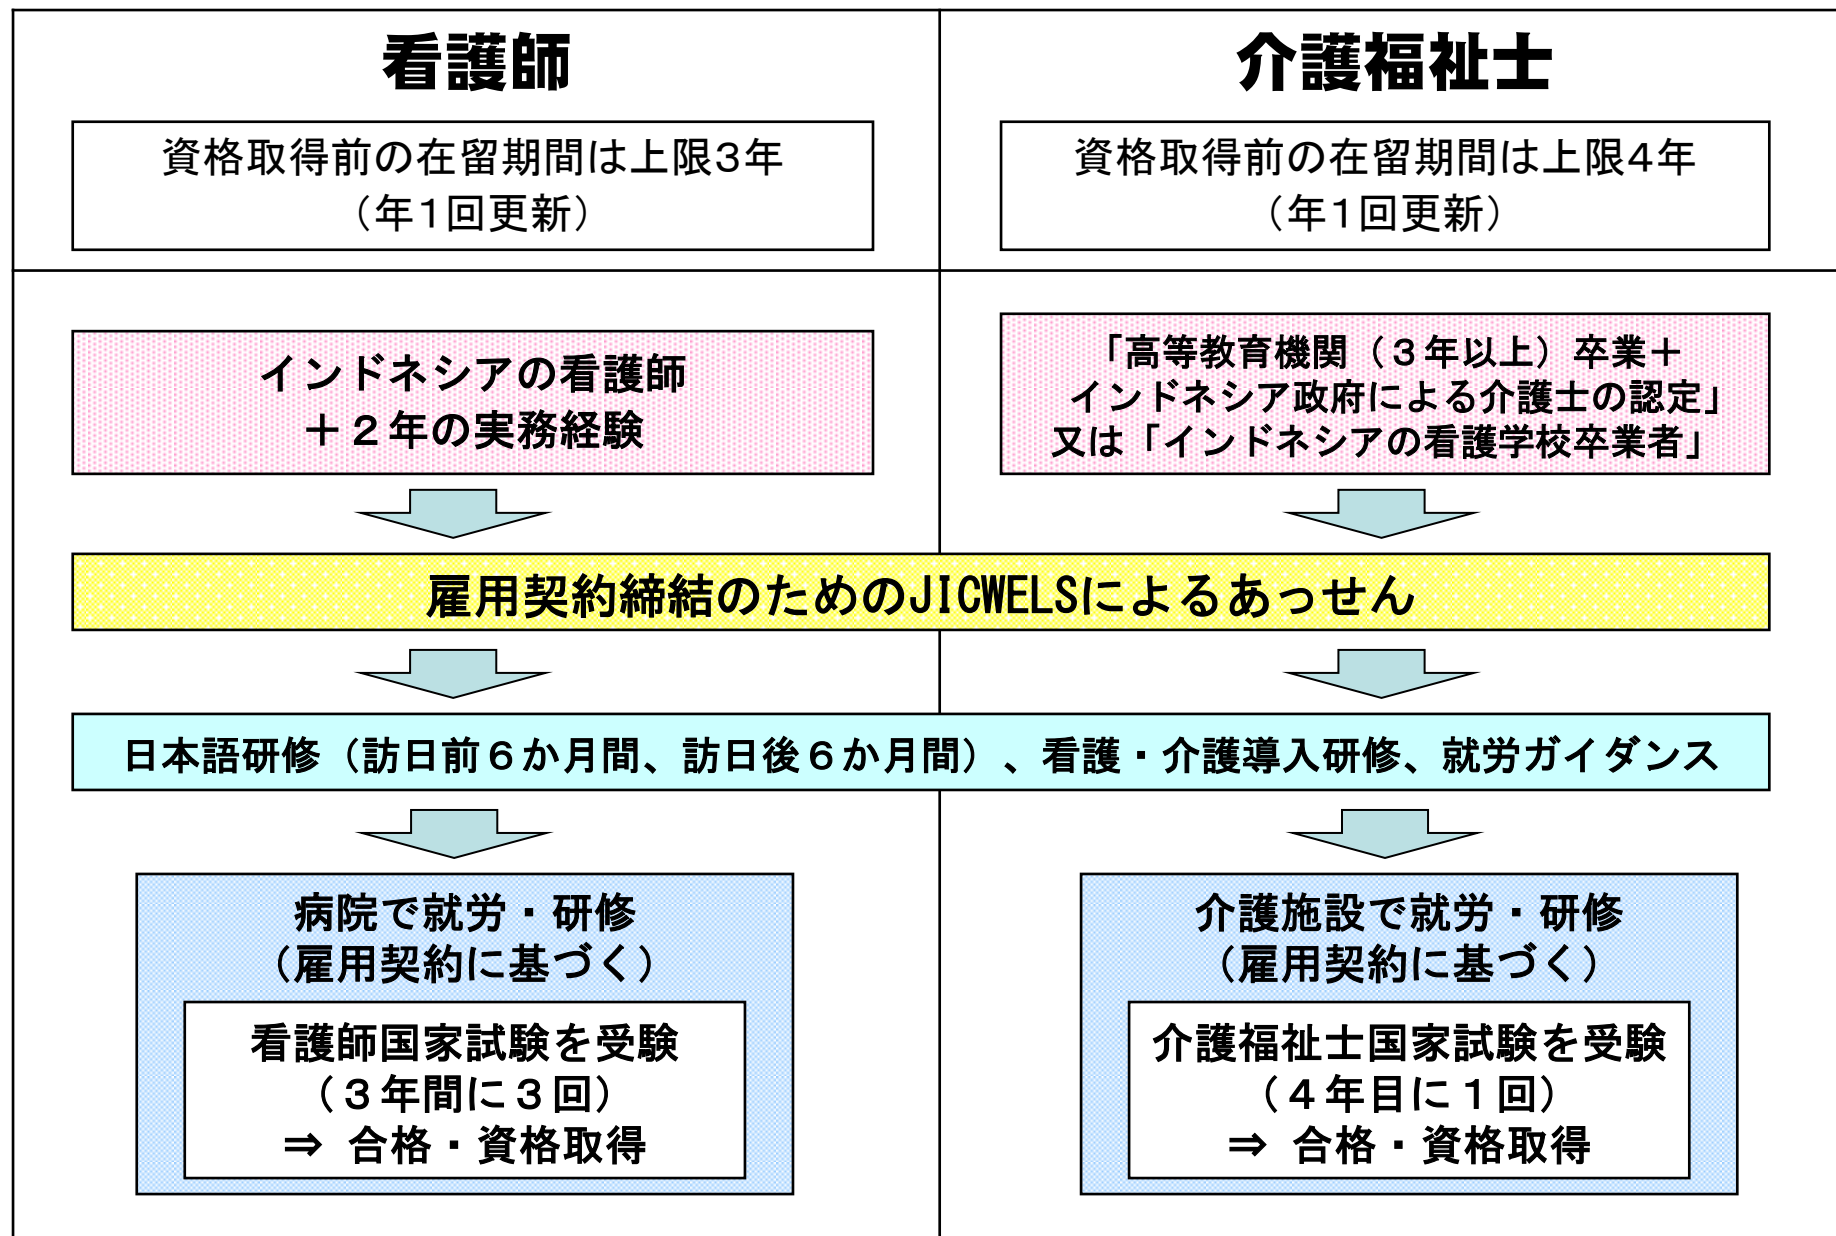 看護師
資格取得前の在留期間は上限3年
（年1回更新）
介護福祉士
資格取得前の在留期間は上限4年
（年1回更新）
インドネシアの看護師
＋２年の実務経験
「高等教育機関（３年以上）卒業＋
インドネシア政府による介護士の認定」
又は「インドネシアの看護学校卒業者」
雇用契約締結のためのJICWELSによるあっせん
日本語研修（訪日前６か月間、訪日後６か月間）、看護・介護導入研修、就労ガイダンス
病院で就労・研修
（雇用契約に基づく）
看護師国家試験を受験
（３年間に３回）
⇒ 合格・資格取得
介護施設で就労・研修
（雇用契約に基づく）
介護福祉士国家試験を受験
（４年目に１回）
⇒ 合格・資格取得